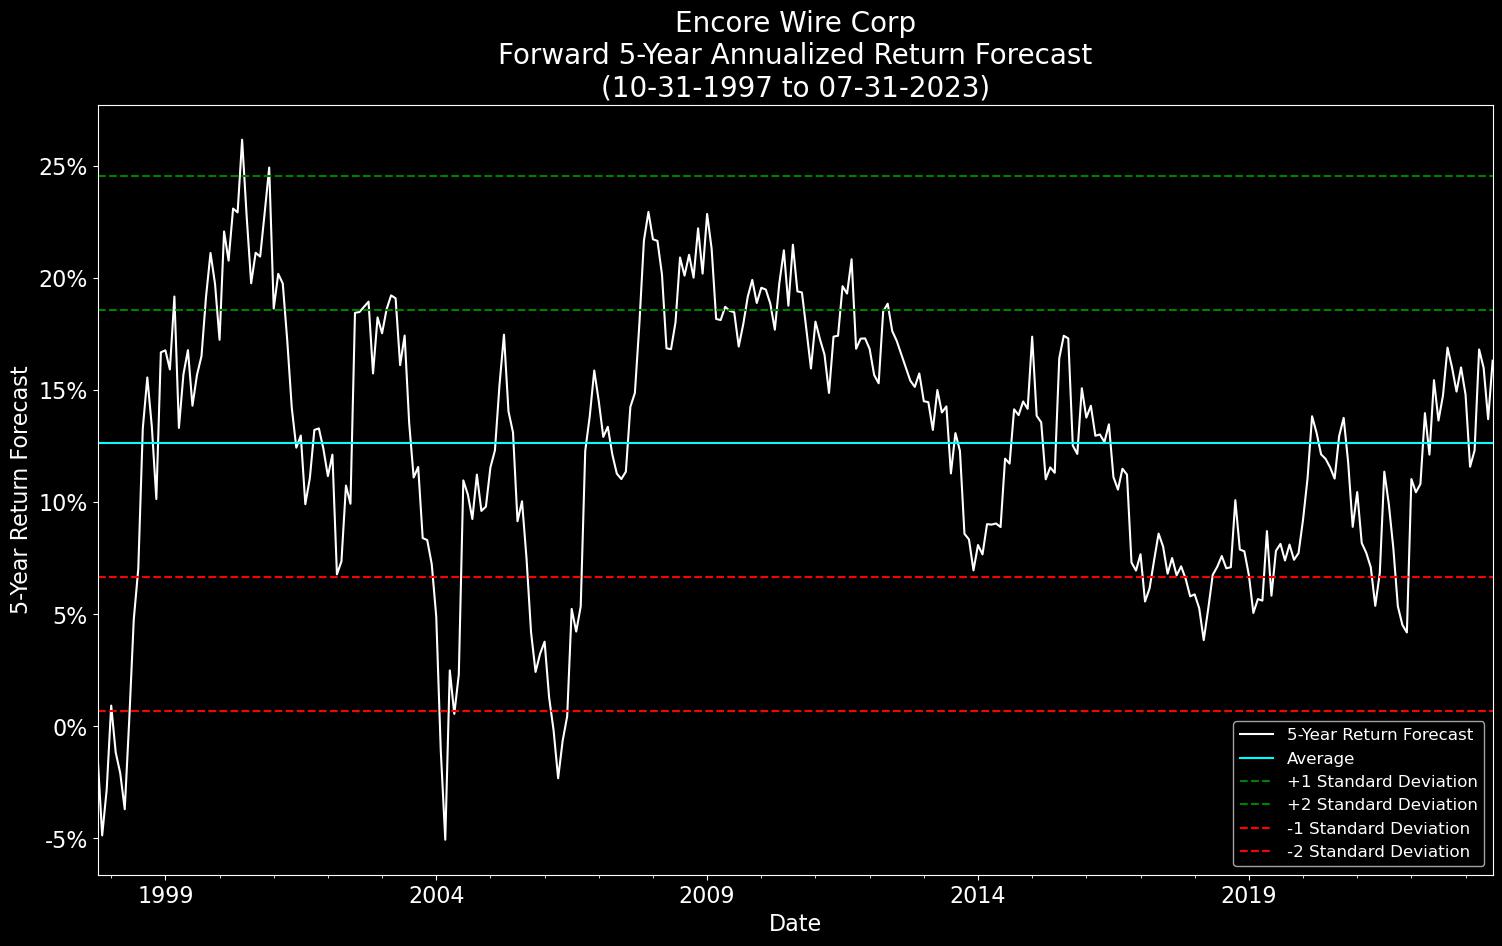 Encore Wire Corp
Forward 5-Year Annualized Return Forecast
(10-31-1997 to 07-31-2023)
5-Year Return Forecast
25%
20%
15%
10%
5%
0%
-5%
1999
2004
2009
2014
2019
Date
5-Year Return Forecast
Average
+1 Standard Deviation
+2 Standard Deviation
-1 Standard Deviation
-2 Standard Deviation